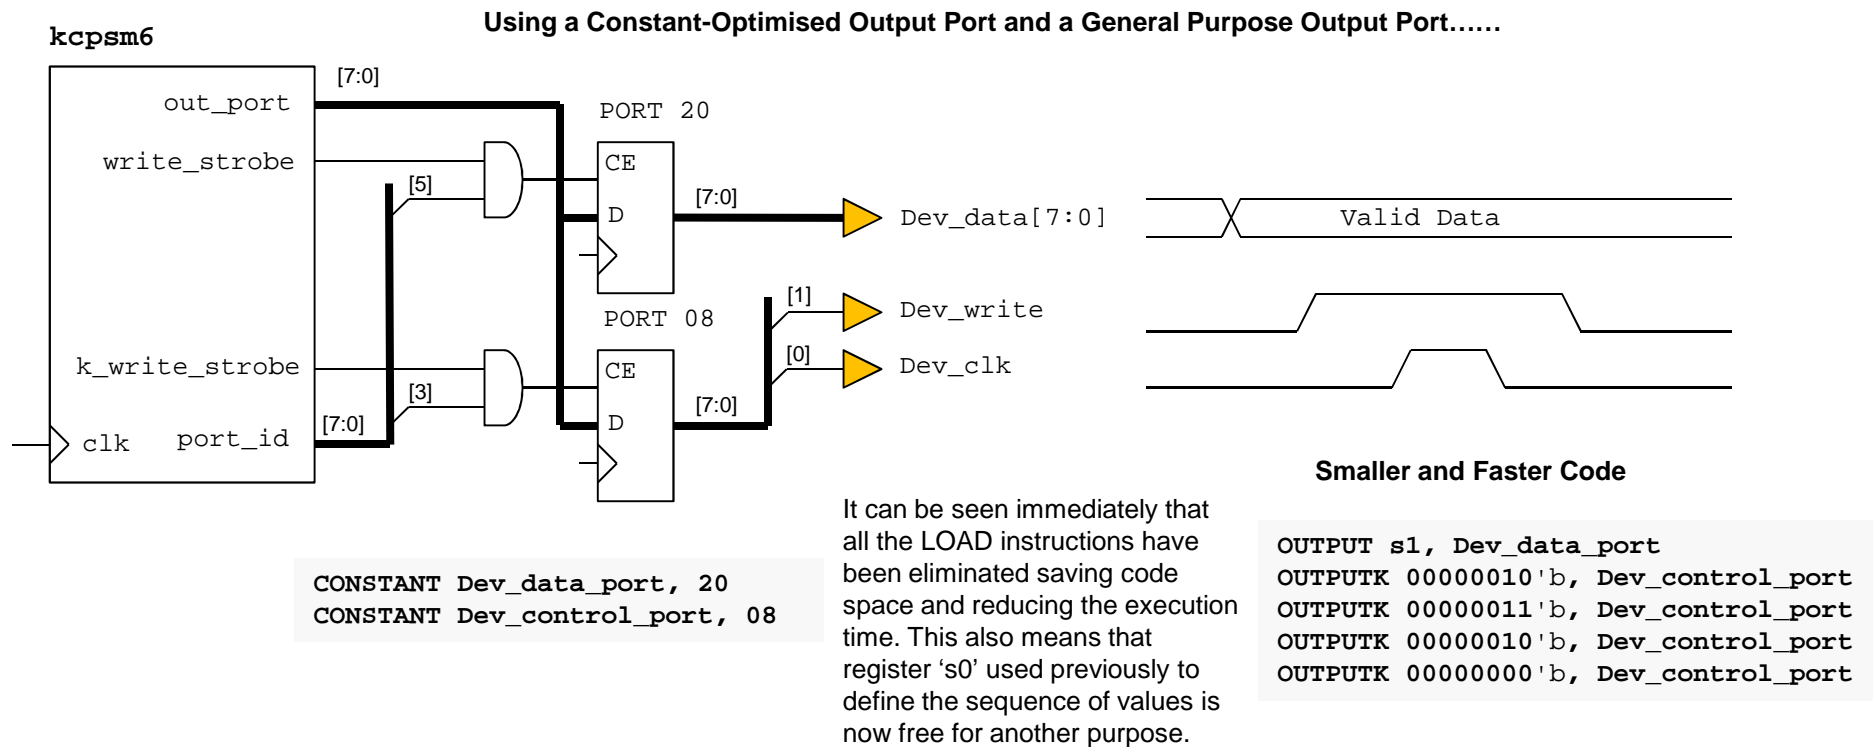 Using a Constant-Optimised Output Port and a General Purpose Output Port……
kcpsm6
[7:0]
out_port
PORT 20
write_strobe
CE
[5]
[7:0]
D
Dev_data[7:0]
Valid Data
[1]
Dev_write
PORT 08
[0]
k_write_strobe
CE
Dev_clk
[3]
[7:0]
[7:0]
D
clk
port_id
Smaller and Faster Code
It can be seen immediately that
all the LOAD instructions have
been eliminated saving code
space and reducing the execution
time. This also means that
register ‘s0’ used previously to
define the sequence of values is
now free for another purpose.
CONSTANT Dev_data_port, 20
CONSTANT Dev_control_port, 08
OUTPUT s1, Dev_data_port
OUTPUTK 00000010'b, Dev_control_port
OUTPUTK 00000011'b, Dev_control_port
OUTPUTK 00000010'b, Dev_control_port
OUTPUTK 00000000'b, Dev_control_port